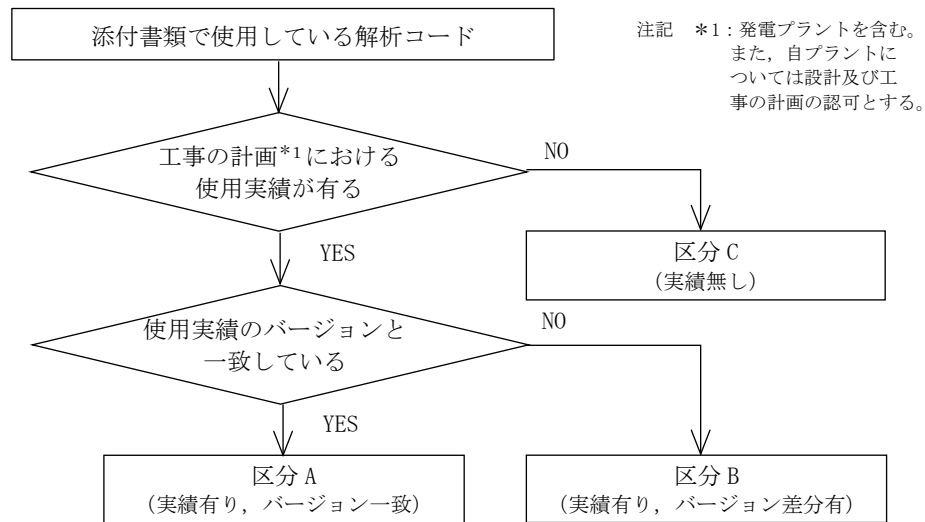 添付書類で使用している解析コード
注記 *1：発電プラントを含む。
また，自プラントに
ついては設計及び工
事の計画の認可とする。
工事の計画*1における
使用実績が有る
NO
YES
区分 C
（実績無し）
使用実績のバージョンと
一致している
NO
YES
区分 A
（実績有り，バージョン一致）
区分 B
（実績有り，バージョン差分有）